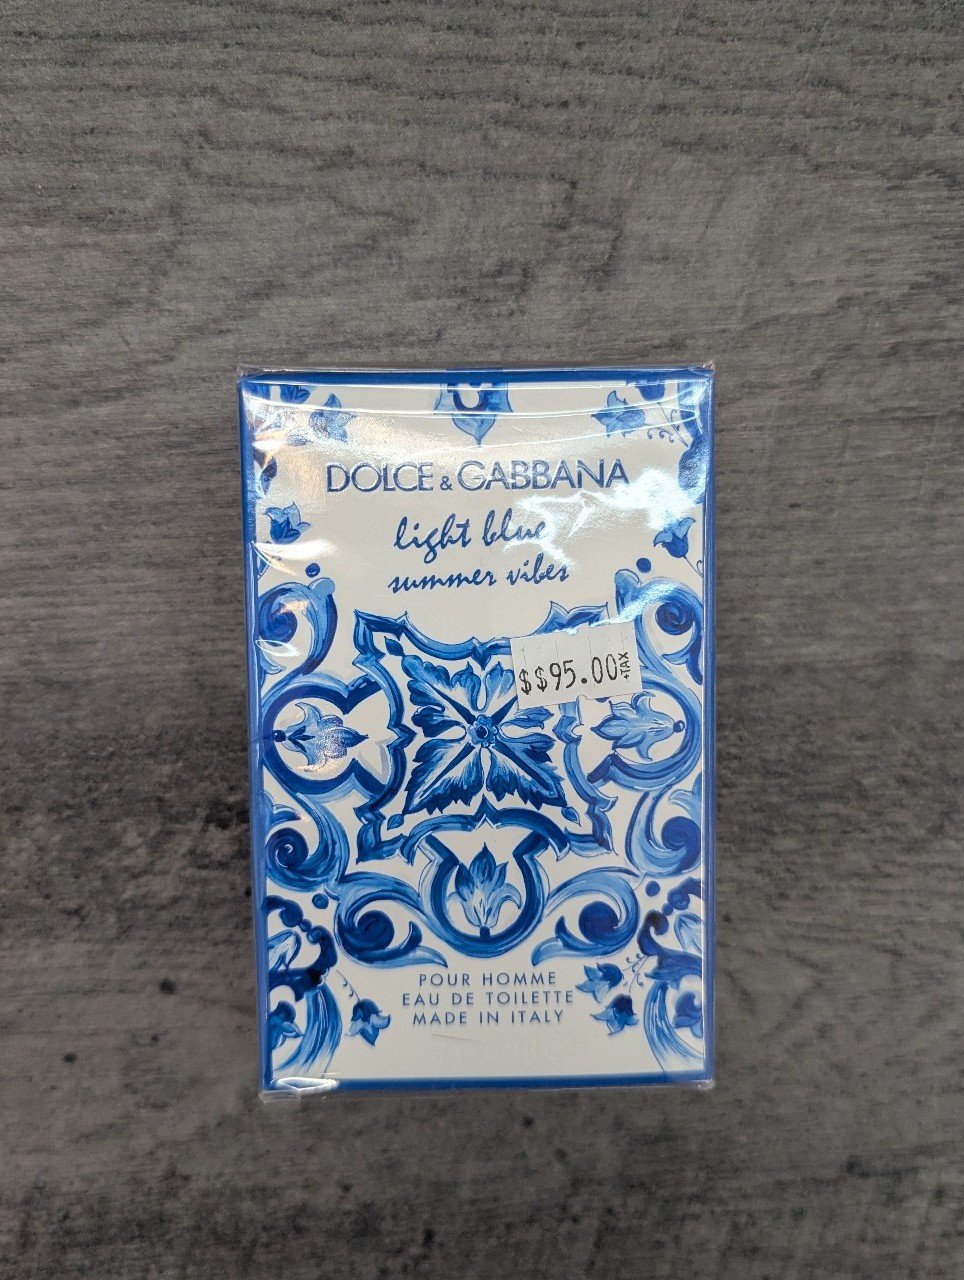 DOLCE & GABBANA
light blue
summer vibes
$$95.00 +TAX
POUR HOMME
EAU DE TOILETTE
MADE IN ITALY